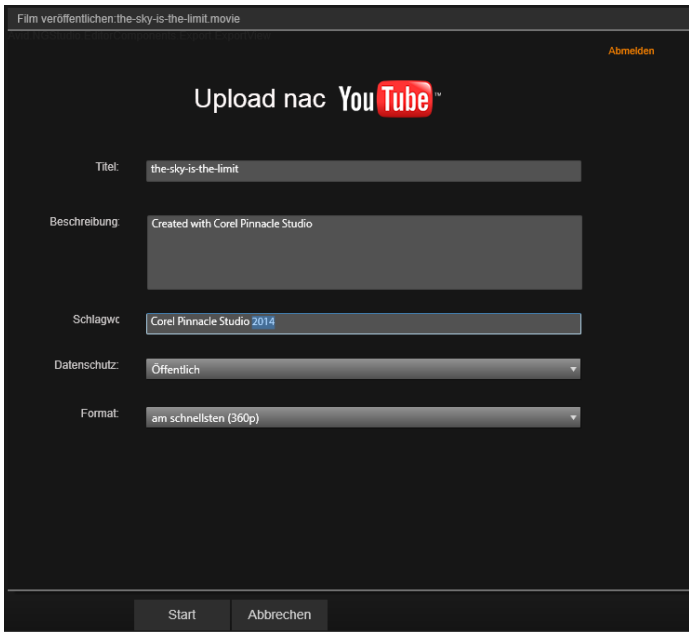 Film veröffentlichen:the-sky-is-the-limit.movie
Abmelden
Upload nac YouTube™
Titel: the-sky-is-the-limit
Beschreibung: Created with Corel Pinnacle Studio
Schlagwc Corel Pinnacle Studio 2014
Datenschutz: Öffentlich
Format: am schnellsten (360p)
Start Abbrechen